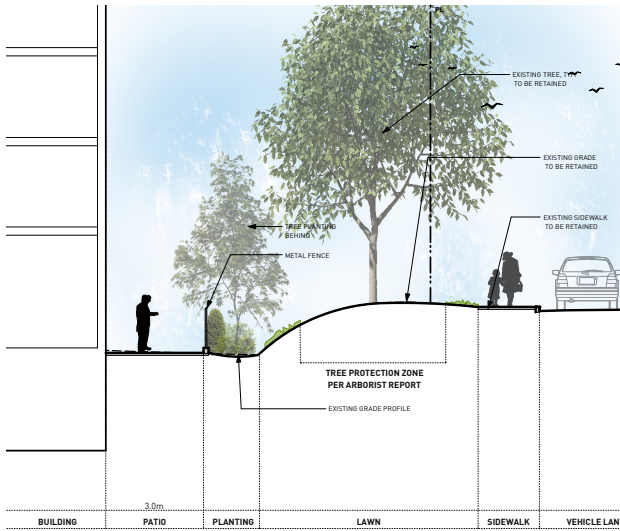 PL
EXISTING TREE, TYP
TO BE RETAINED
EXISTING GRADE
TO BE RETAINED
EXISTING SIDEWALK
TO BE RETAINED
TREE PLANTING
BEHIND
METAL FENCE
TREE PROTECTION ZONE
PER ARBORIST REPORT
EXISTING GRADE PROFILE
3.0m
BUILDING PATIO PLANTING LAWN SIDEWALK VEHICLE LAN